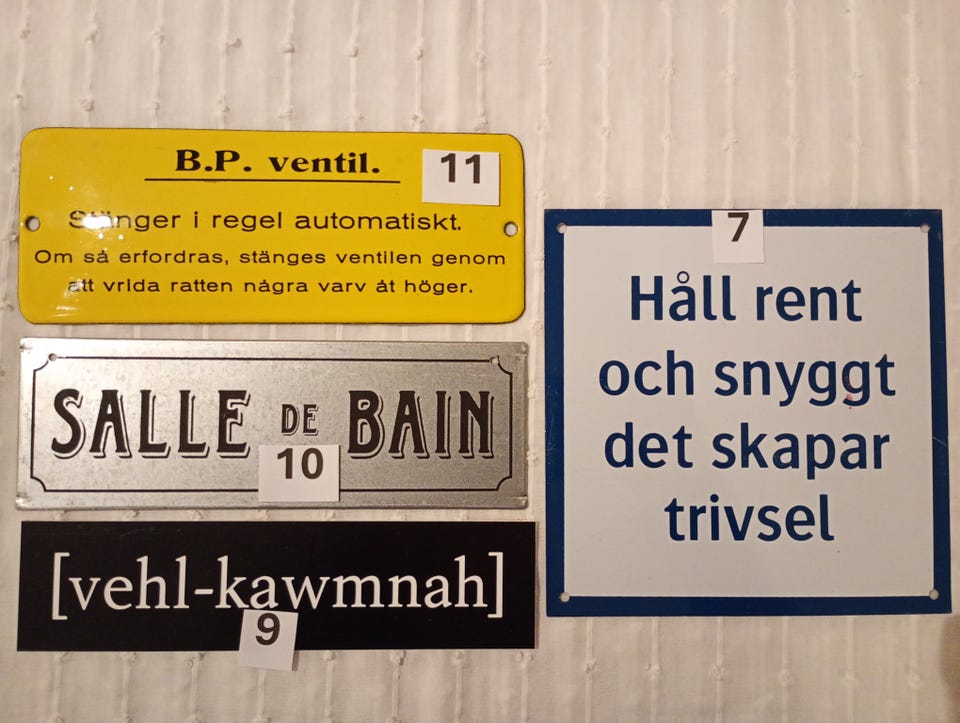 B.P. ventil.
11
Stänger i regel automatiskt.
Om så erfordras, stänges ventilen genom
att vrida ratten några varv åt höger.
SALLE DE BAIN
10
[vehl-kawmnah]
9
7
Håll rent
och snyggt
det skapar
trivsel